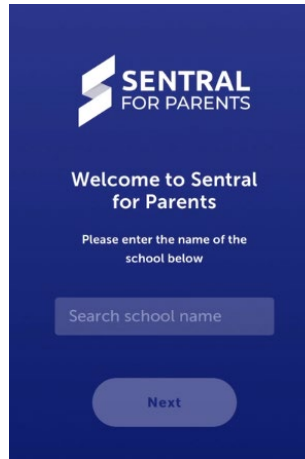 SENTRAL
FOR PARENTS
Welcome to Sentral
for Parents
Please enter the name of the
school below
Search school name
Next